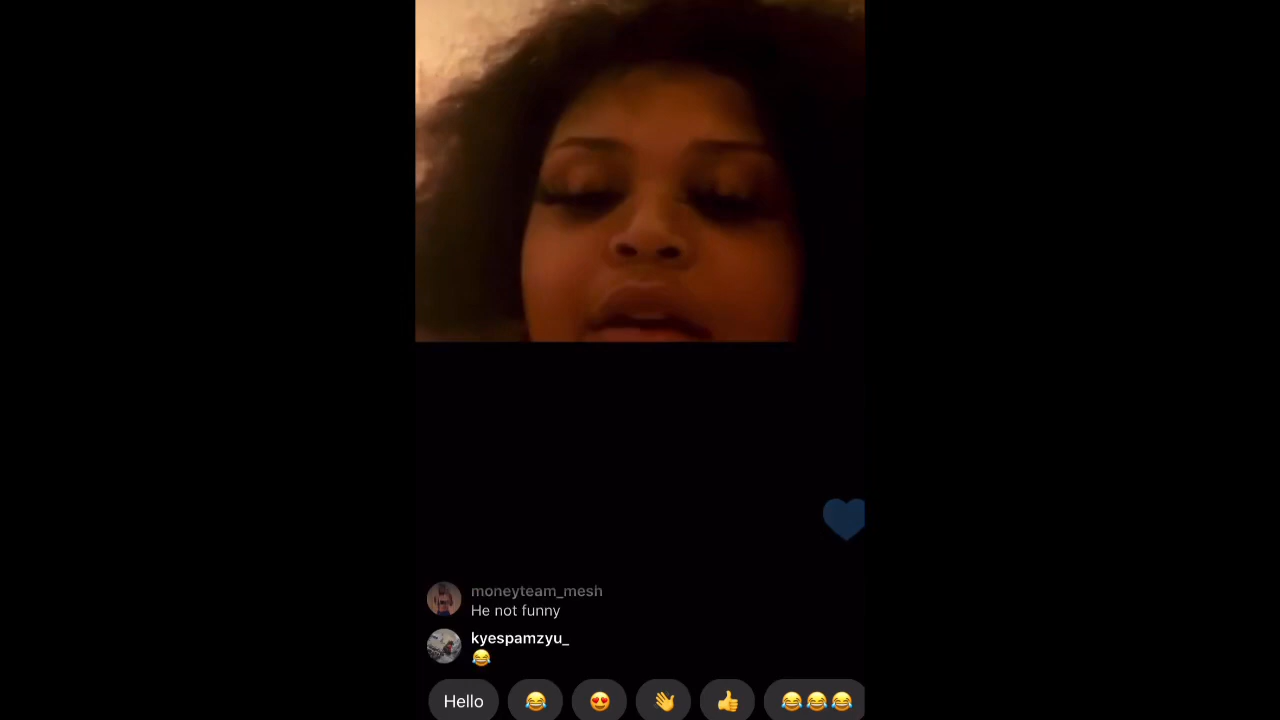 moneyteam_mesh
He not funny
kyespamzyu_
😂
Hello 😂 😍 👋 👍 😂😂😂